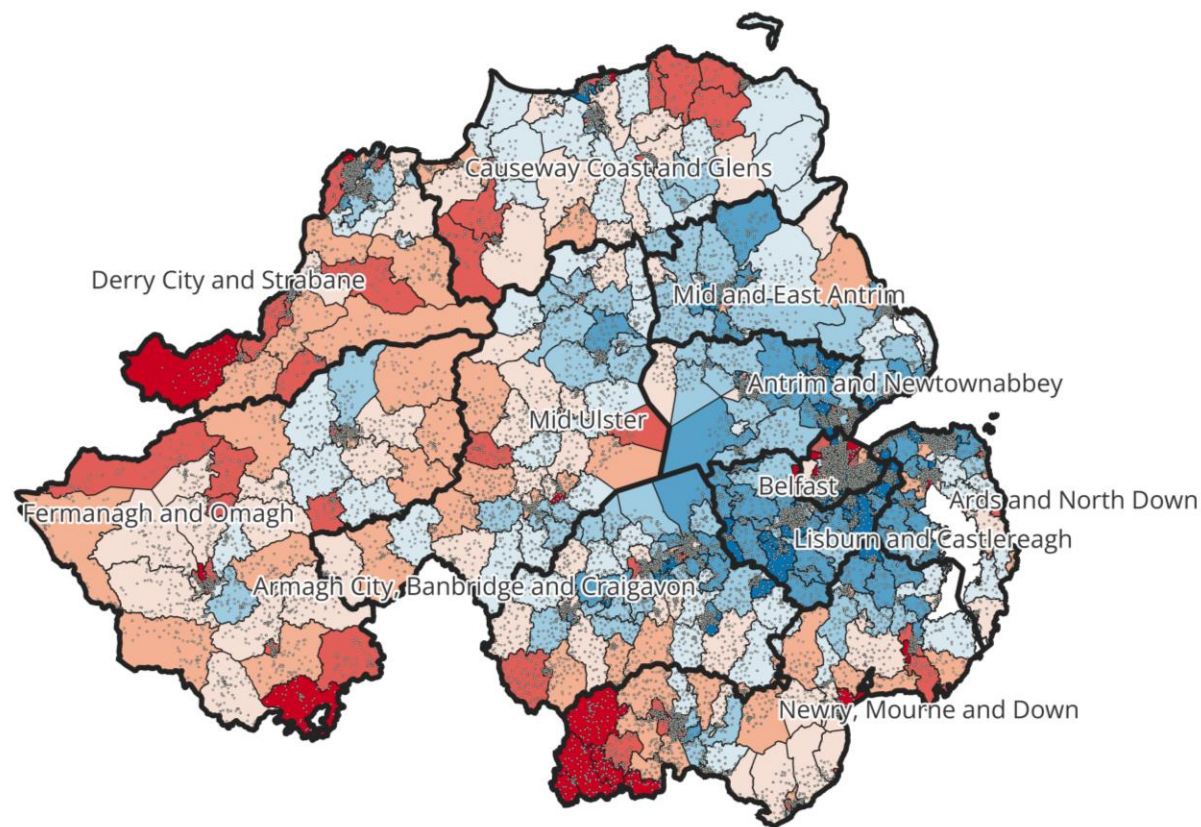 Causeway Coast and Glens
Derry City and Strabane
Mid and East Antrim
Antrim and Newtownabbey
Mid Ulster
Belfast
Ards and North Down
Fermanagh and Omagh
Lisburn and Castlereagh
Armagh City, Banbridge and Craigavon
Newry, Mourne and Down